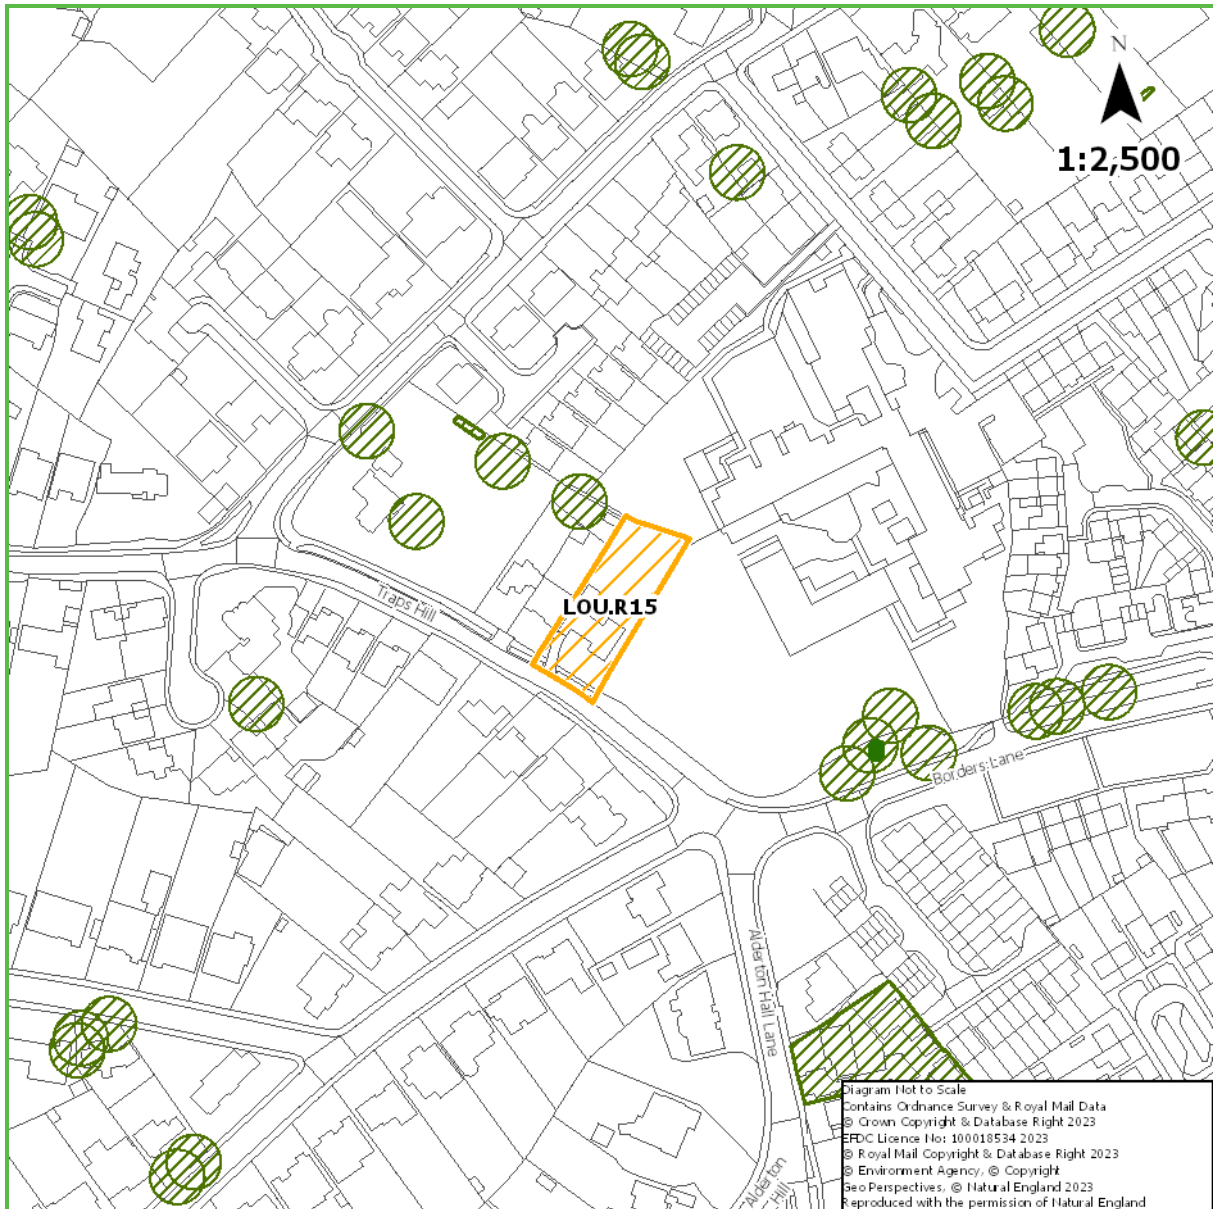 N
1:2,500
LOU.R15
Traps Hill
Borders Lane
Alderton Hall Lane
Alderton
Hill
Diagram Not to Scale
Contains Ordnance Survey & Royal Mail Data
© Crown Copyright & Database Right 2023
EFDC Licence No: 100018534 2023
© Royal Mail Copyright & Database Right 2023
© Environment Agency, © Copyright
Geo Perspectives, © Natural England 2023
Reproduced with the permission of Natural England